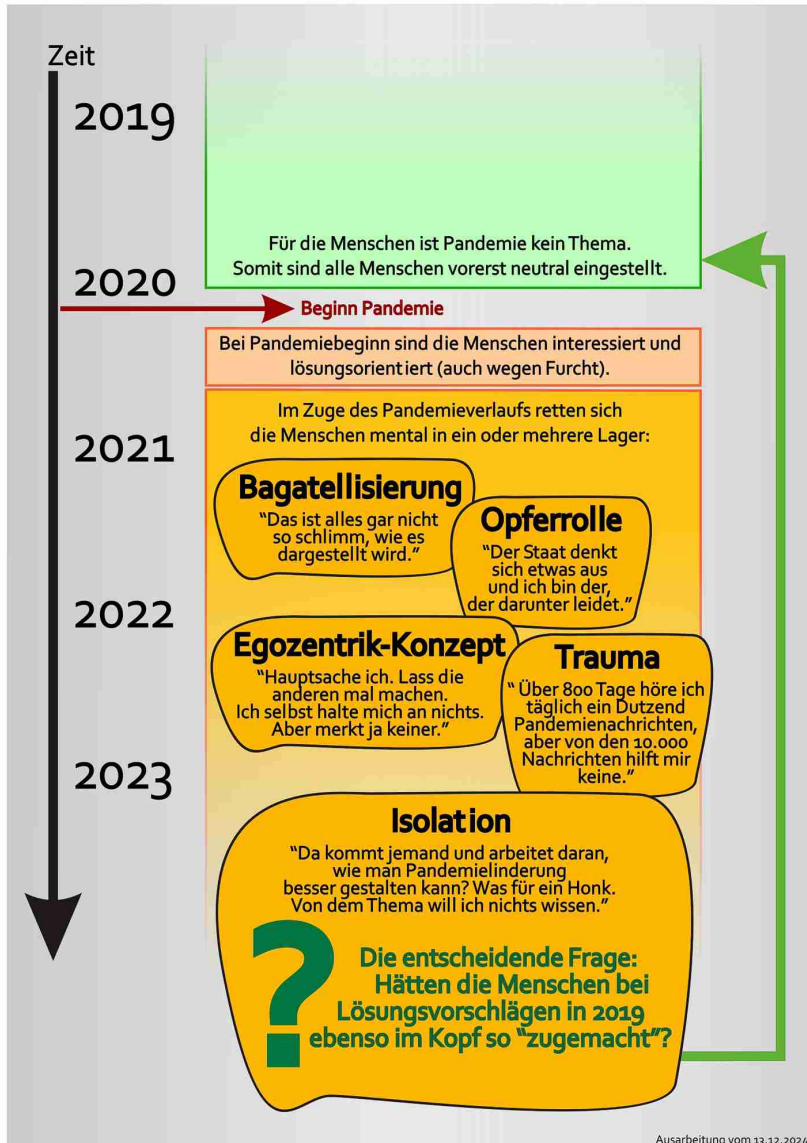 Zeit
2019
Für die Menschen ist Pandemie kein Thema.
Somit sind alle Menschen vorerst neutral eingestellt.
2020
Beginn Pandemie
Bei Pandemiebeginn sind die Menschen interessiert und
lösungsorientiert (auch wegen Furcht).
Im Zuge des Pandemieverlaufs retten sich
die Menschen mental in ein oder mehrere Lager:
2021
Bagatellisierung
"Das ist alles gar nicht
so schlimm, wie es
dargestellt wird."
Opferrolle
"Der Staat denkt
sich etwas aus
und ich bin der,
der darunter leidet."
2022
Egozentrik-Konzept
"Hauptsache ich. Lass die
anderen mal machen.
Ich selbst halte mich an nichts.
Aber merkt ja keiner."
Trauma
" Über 800 Tage höre ich
täglich ein Dutzend
Pandemienachrichten,
aber von den 10.000
Nachrichten hilft mir
keine."
2023
Isolation
"Da kommt jemand und arbeitet daran,
wie man Pandemielinderung
besser gestalten kann? Was für ein Honk.
Von dem Thema will ich nichts wissen."
?
Die entscheidende Frage:
Hätten die Menschen bei
Lösungsvorschlägen in 2019
ebenso im Kopf so "zugemacht"?
Ausarbeitung vom 13.12.2024